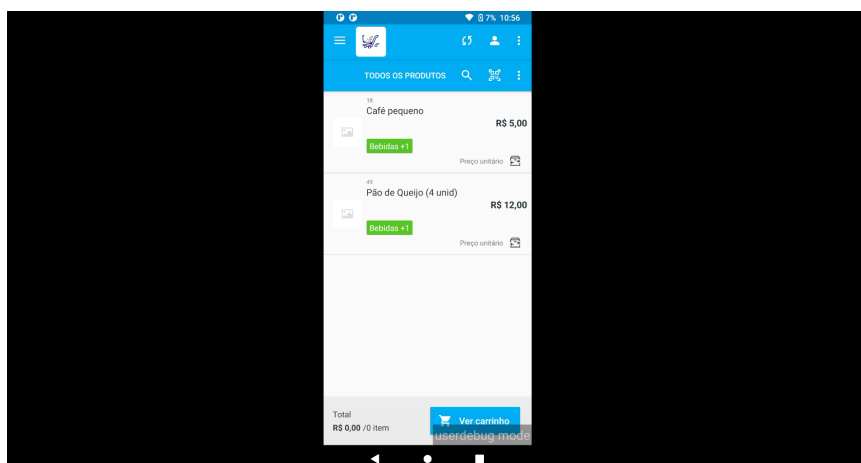 7% 10:56
TODOS OS PRODUTOS
18
Café pequeno
R$ 5,00
Bebidas +1
Preço unitário
49
Pão de Queijo (4 unid)
R$ 12,00
Bebidas +1
Preço unitário
Total
R$ 0,00 /0 item
Ver carrinho
userdebug mode